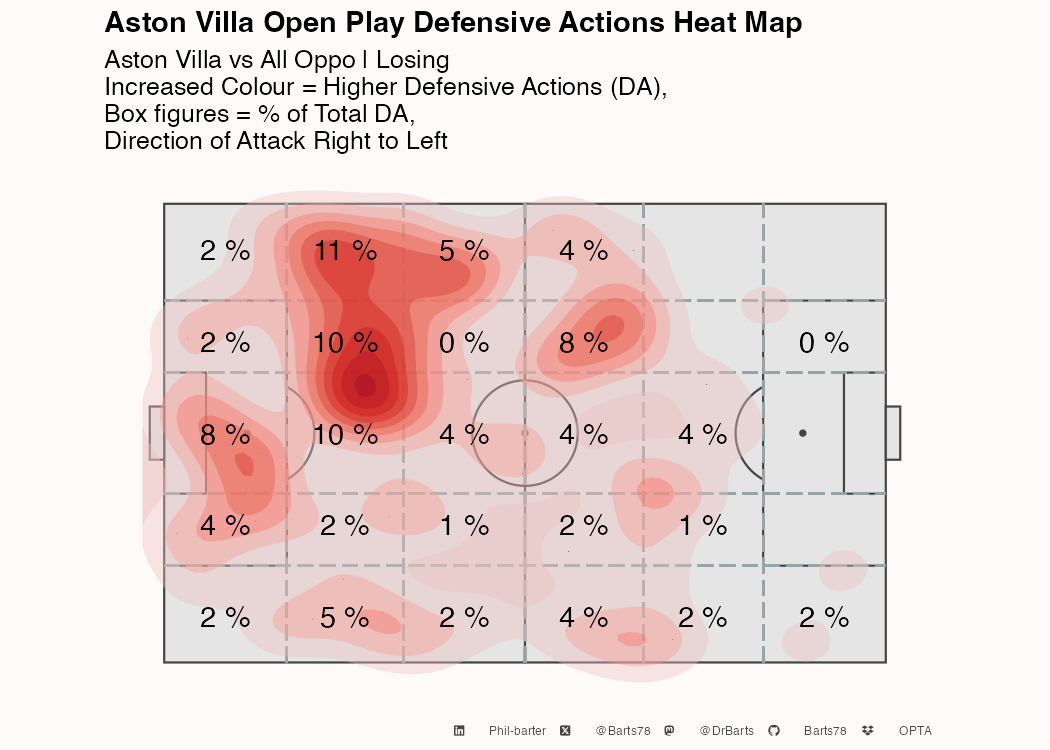 Aston Villa Open Play Defensive Actions Heat Map
Aston Villa vs All Oppo | Losing
Increased Colour = Higher Defensive Actions (DA),
Box figures = % of Total DA,
Direction of Attack Right to Left
2 % 11 % 5 % 4 %
2 % 10 % 0 % 8 % 0 %
8 % 10 % 4 % 4 % 4 %
4 % 2 % 1 % 2 % 1 %
2 % 5 % 2 % 4 % 2 % 2 %
Phil-barter @Barts78 @DrBarts Barts78 OPTA